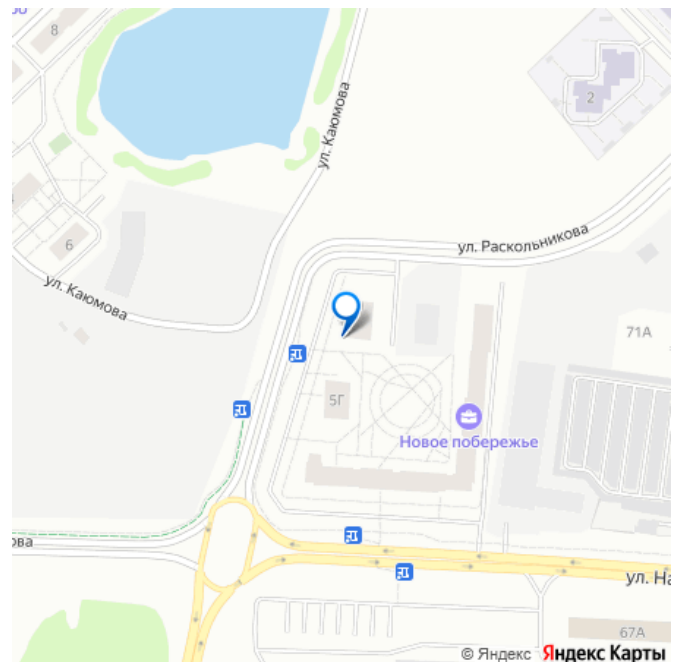 8
ул. Каюмова
2
ул. Раскольникова
6
ул. Каюмова
71А
5Г
Новое побережье
ова
ул. На
67А
© Яндекс Яндекс Карты